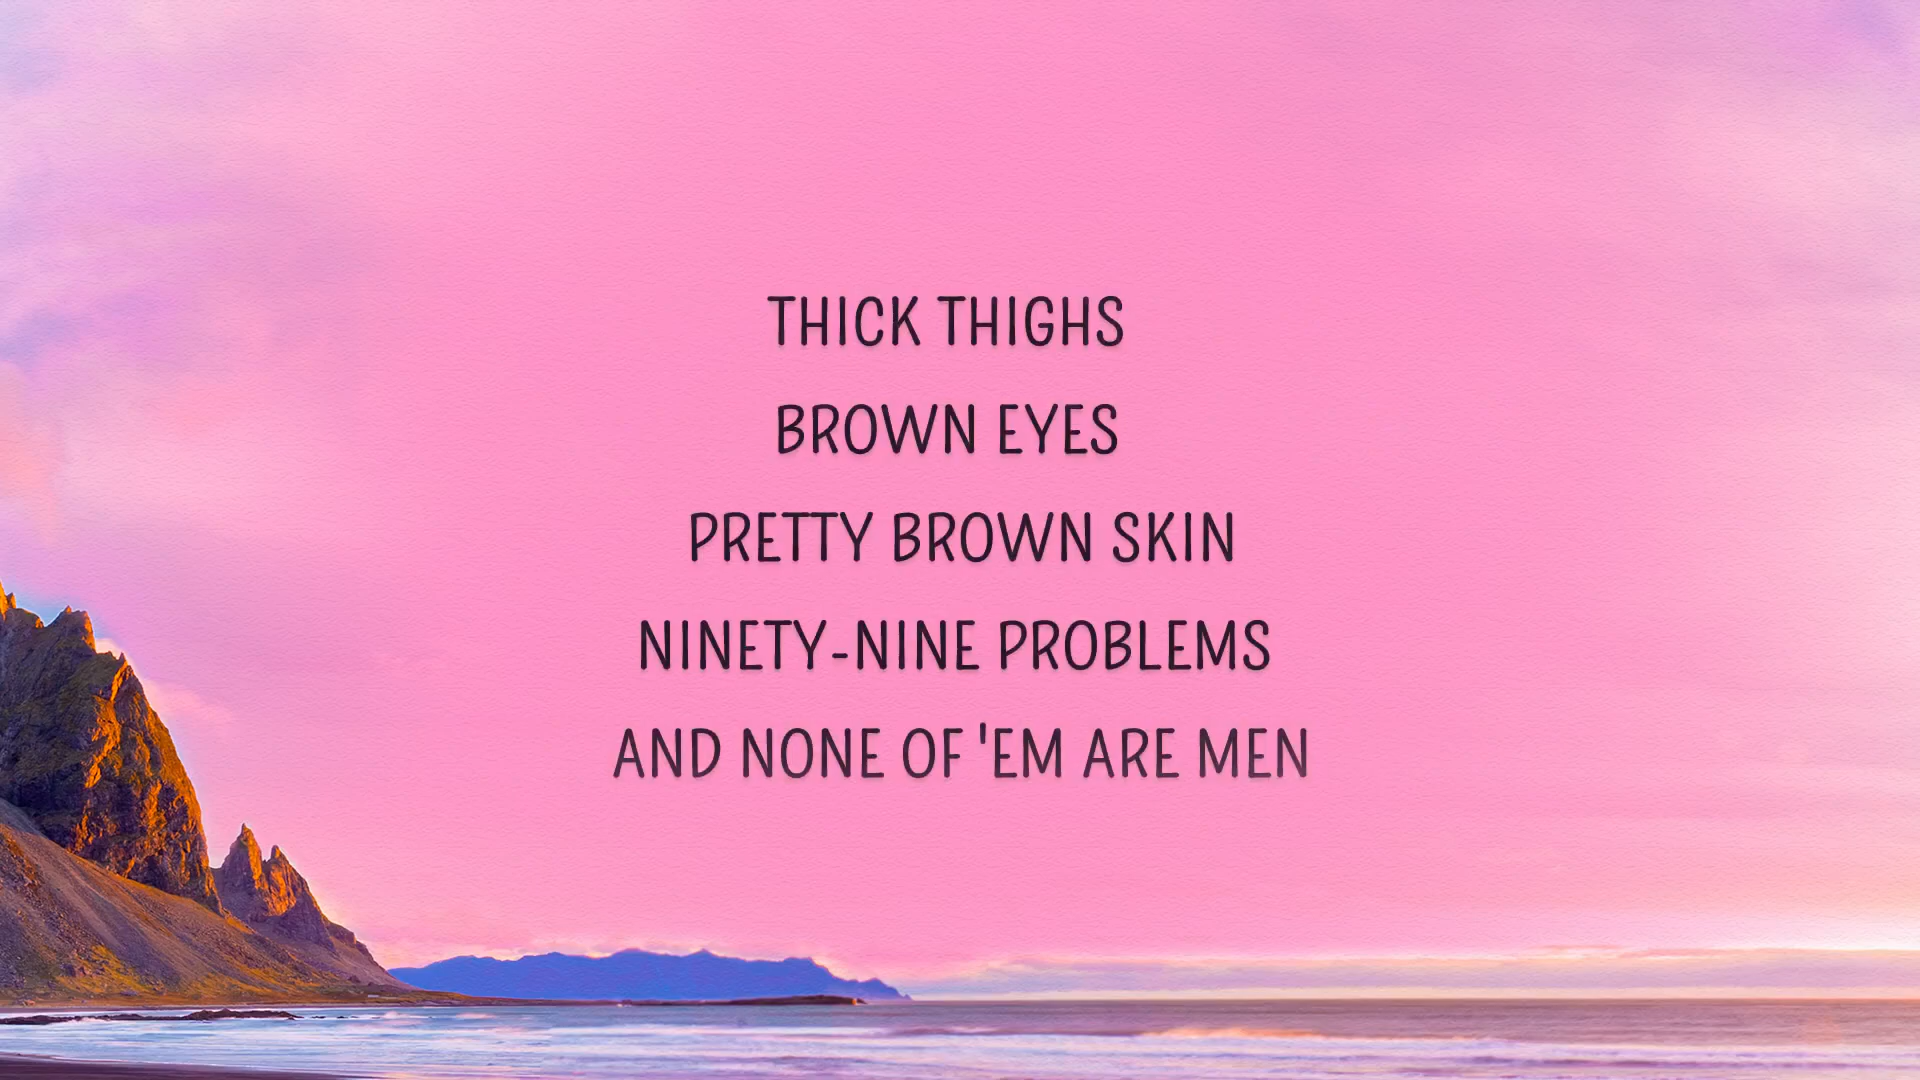 THICK THIGHS
BROWN EYES
PRETTY BROWN SKIN
NINETY-NINE PROBLEMS
AND NONE OF 'EM ARE MEN